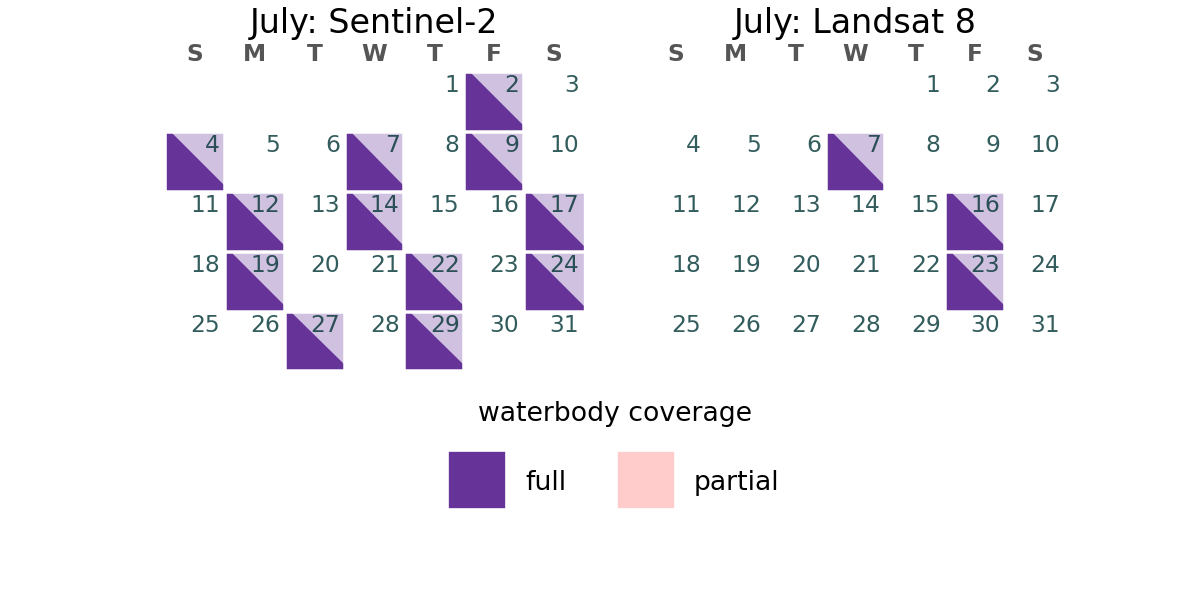 July: Sentinel-2
S M T W T F S
1 2 3
4 5 6 7 8 9 10
11 12 13 14 15 16 17
18 19 20 21 22 23 24
25 26 27 28 29 30 31
July: Landsat 8
S M T W T F S
1 2 3
4 5 6 7 8 9 10
11 12 13 14 15 16 17
18 19 20 21 22 23 24
25 26 27 28 29 30 31
waterbody coverage
full partial